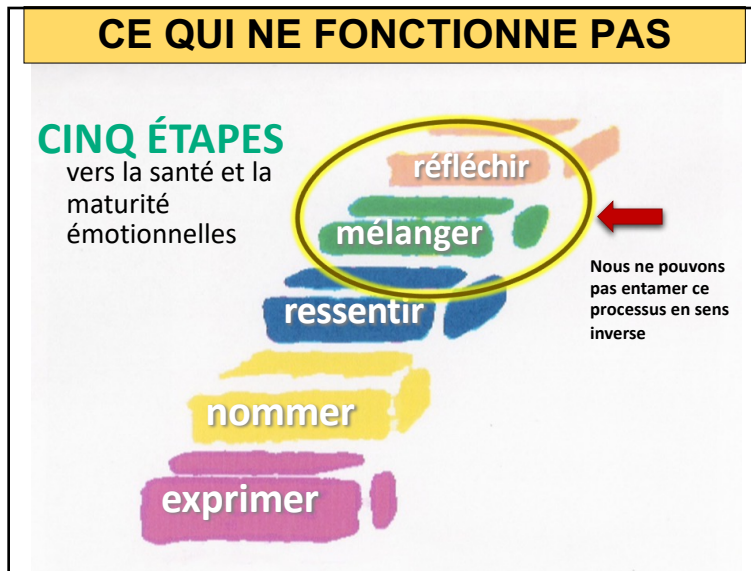 CE QUI NE FONCTIONNE PAS
CINQ ÉTAPES
vers la santé et la
maturité
émotionnelles
réfléchir
mélanger
Nous ne pouvons
pas entamer ce
processus en sens
inverse
ressentir
nommer
exprimer